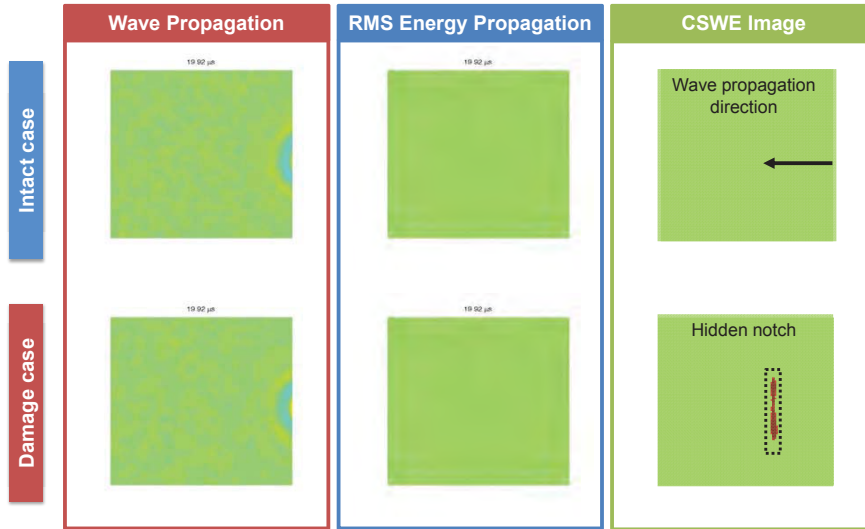 Wave Propagation
RMS Energy Propagation
CSWE Image
Intact case
19.92 µs
19.92 µs
Wave propagation
direction
Damage case
19.92 µs
19.92 µs
Hidden notch